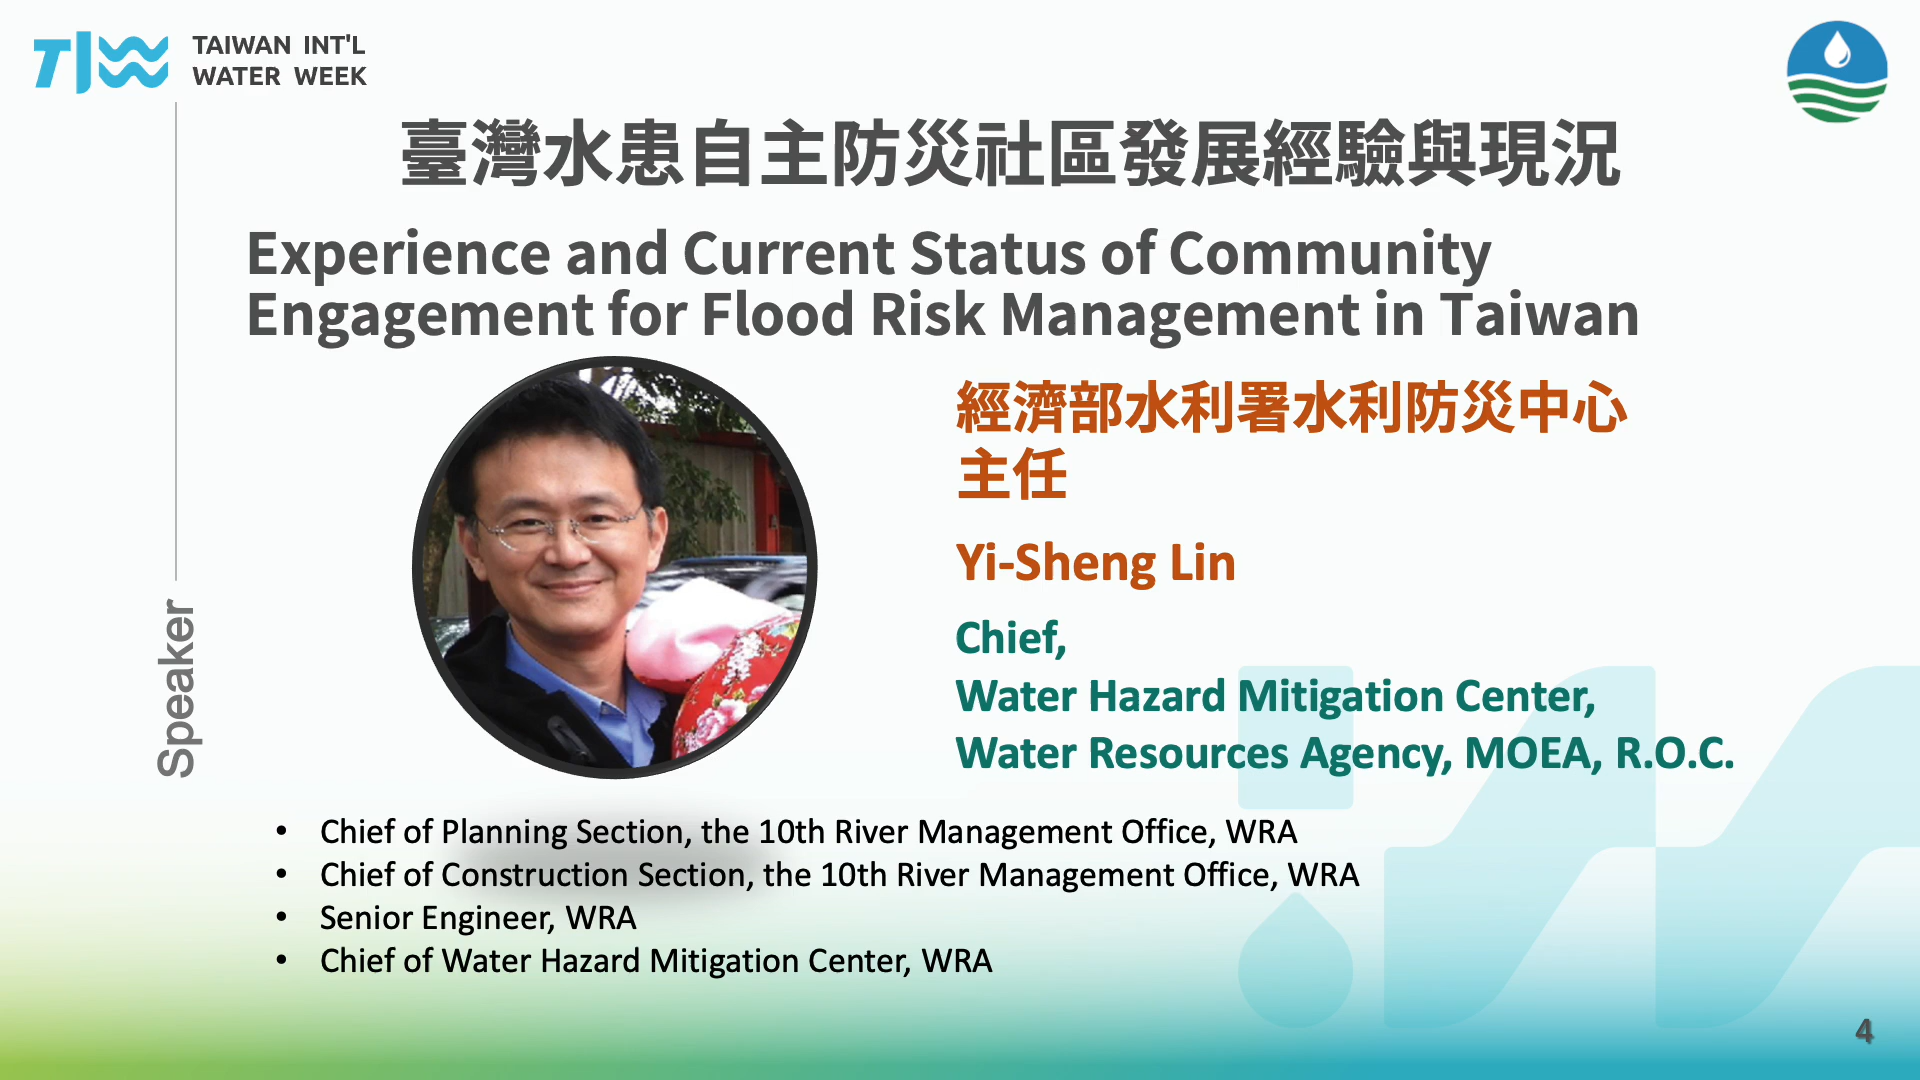 TIW
TAIWAN INT'L
WATER WEEK
臺灣水患自主防災社區發展經驗與現況
Experience and Current Status of Community
Engagement for Flood Risk Management in Taiwan
Speaker
經濟部水利署水利防災中心
主任
Yi-Sheng Lin
Chief,
Water Hazard Mitigation Center,
Water Resources Agency, MOEA, R.O.C.
• Chief of Planning Section, the 10th River Management Office, WRA
• Chief of Construction Section, the 10th River Management Office, WRA
• Senior Engineer, WRA
• Chief of Water Hazard Mitigation Center, WRA
4